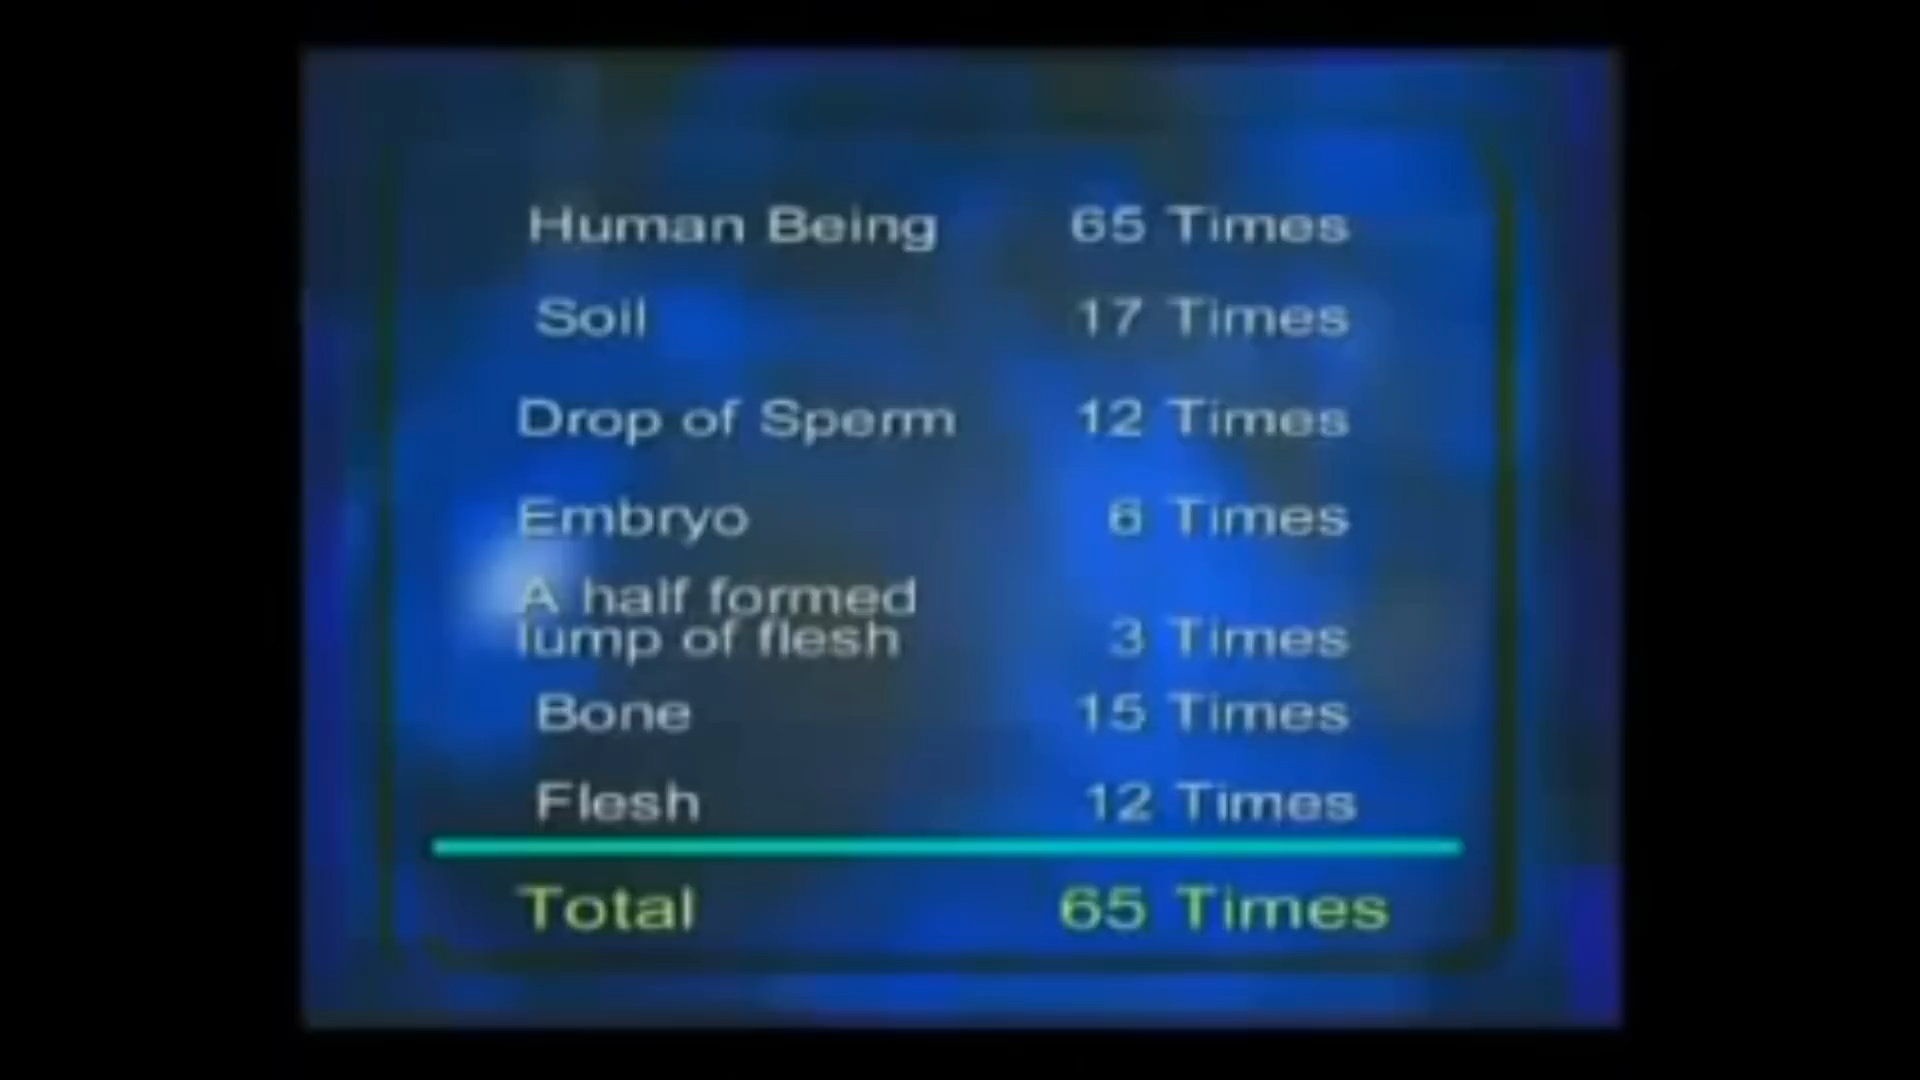 Human Being 65 Times
Soil 17 Times
Drop of Sperm 12 Times
Embryo 6 Times
A half formed
lump of flesh 3 Times
Bone 15 Times
Flesh 12 Times
Total 65 Times